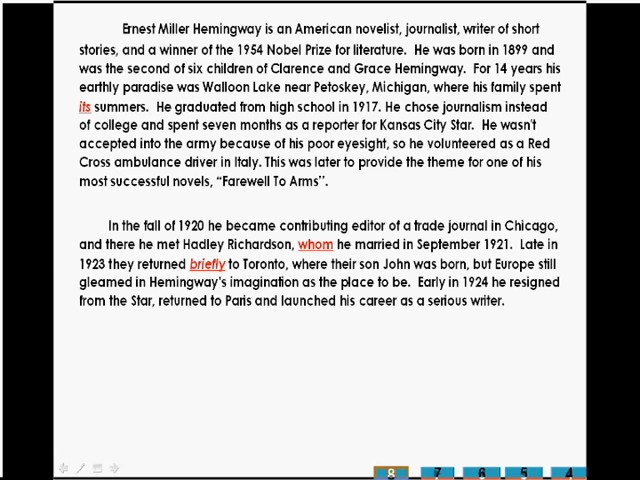 Ernest Miller Hemingway is an American novelist, journalist, writer of short
stories, and a winner of the 1954 Nobel Prize for literature. He was born in 1899 and
was the second of six children of Clarence and Grace Hemingway. For 14 years his
earthly paradise was Walloon Lake near Petoskey, Michigan, where his family spent
its summers. He graduated from high school in 1917. He chose journalism instead
of college and spent seven months as a reporter for Kansas City Star. He wasn't
accepted into the army because of his poor eyesight, so he volunteered as a Red
Cross ambulance driver in Italy. This was later to provide the theme for one of his
most successful novels, “Farewell To Arms”.
In the fall of 1920 he became contributing editor of a trade journal in Chicago,
and there he met Hadley Richardson, whom he married in September 1921. Late in
1923 they returned briefly to Toronto, where their son John was born, but Europe still
gleamed in Hemingway's imagination as the place to be. Early in 1924 he resigned
from the Star, returned to Paris and launched his career as a serious writer.
8 7 6 5 4